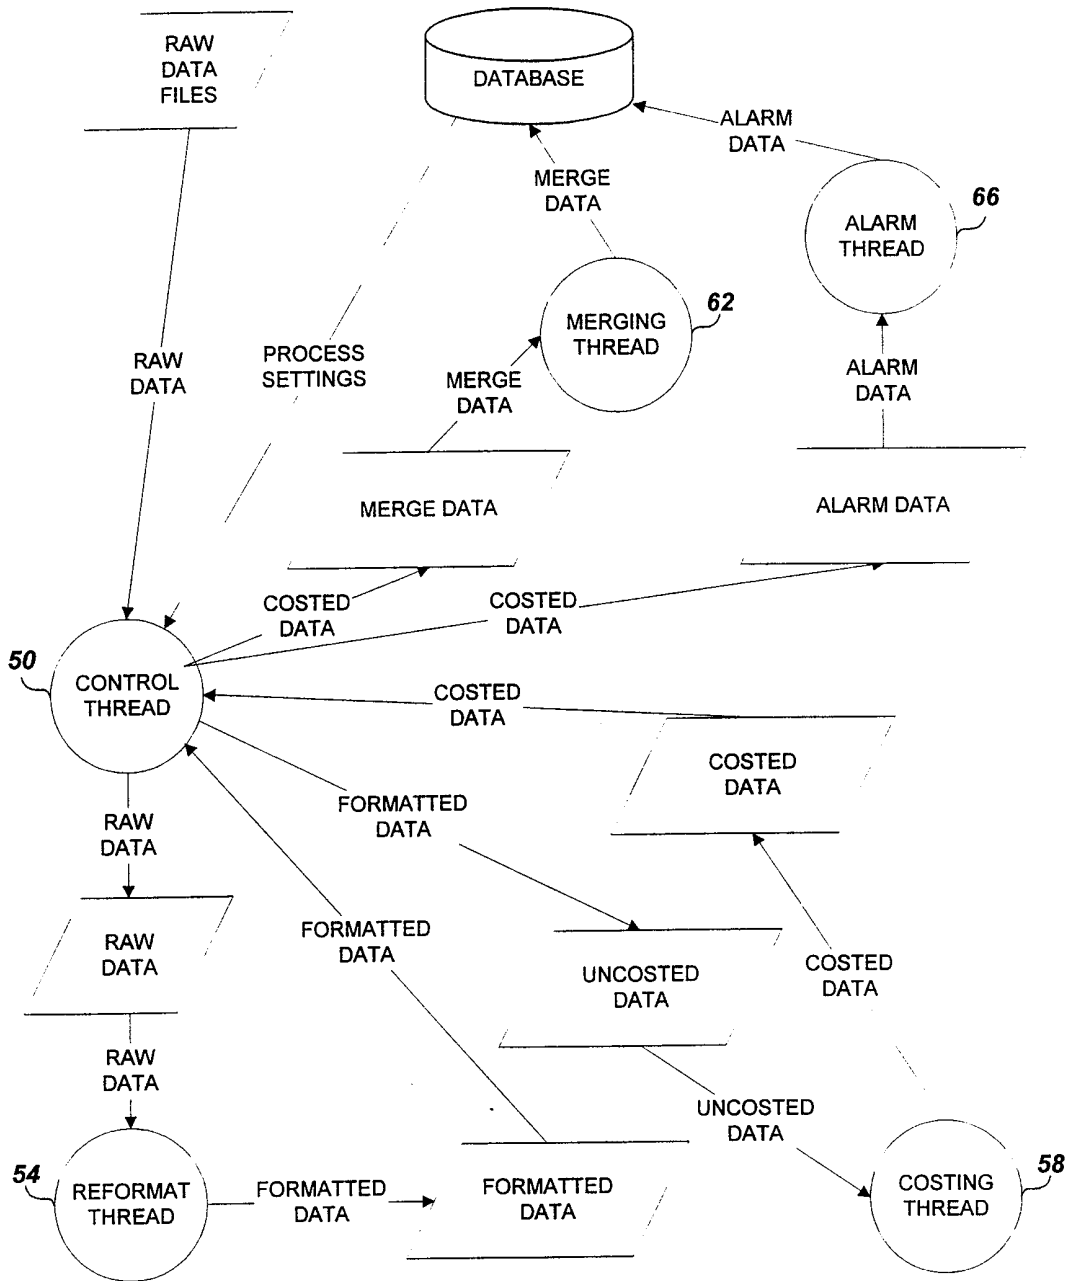 RAW
DATA
FILES
DATABASE
ALARM
DATA
MERGE
DATA
66
ALARM
THREAD
62
MERGING
THREAD
RAW
DATA
PROCESS
SETTINGS
MERGE
DATA
ALARM
DATA
MERGE DATA
ALARM DATA
COSTED
DATA
COSTED
DATA
50
CONTROL
THREAD
COSTED
DATA
COSTED
DATA
FORMATTED
DATA
RAW
DATA
FORMATTED
DATA
RAW
DATA
UNCOSTED
DATA
COSTED
DATA
RAW
DATA
UNCOSTED
DATA
54
REFORMAT
THREAD
FORMATTED
DATA
FORMATTED
DATA
58
COSTING
THREAD